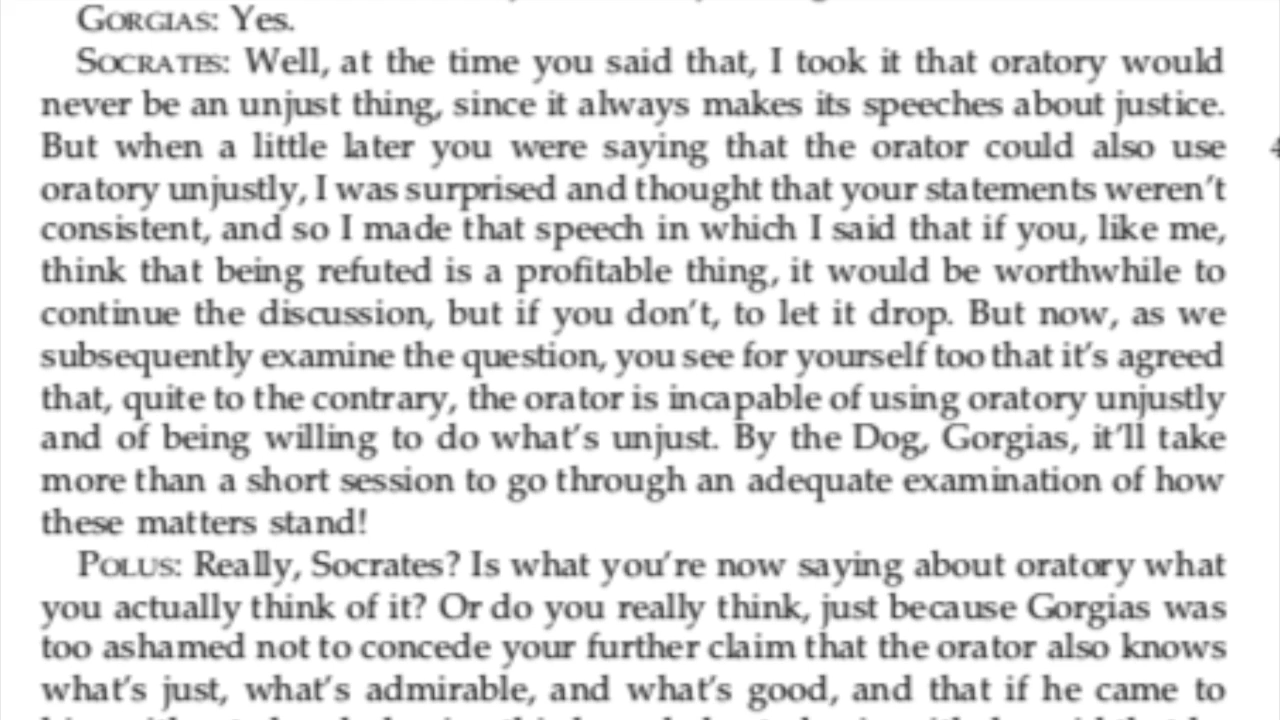 GORGIAS: Yes.
SOCRATES: Well, at the time you said that, I took it that oratory would
never be an unjust thing, since it always makes its speeches about justice.
But when a little later you were saying that the orator could also use
oratory unjustly, I was surprised and thought that your statements weren't
consistent, and so I made that speech in which I said that if you, like me,
think that being refuted is a profitable thing, it would be worthwhile to
continue the discussion, but if you don't, to let it drop. But now, as we
subsequently examine the question, you see for yourself too that it's agreed
that, quite to the contrary, the orator is incapable of using oratory unjustly
and of being willing to do what's unjust. By the Dog, Gorgias, it'll take
more than a short session to go through an adequate examination of how
these matters stand!
POLUS: Really, Socrates? Is what you're now saying about oratory what
you actually think of it? Or do you really think, just because Gorgias was
too ashamed not to concede your further claim that the orator also knows
what's just, what's admirable, and what's good, and that if he came to